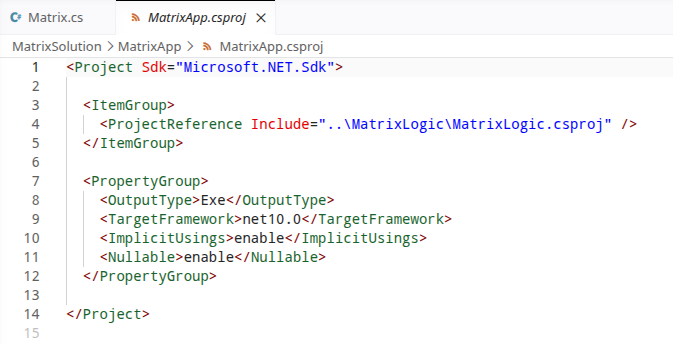 C# Matrix.cs MatrixApp.csproj
MatrixSolution > MatrixApp > MatrixApp.csproj
1 <Project Sdk="Microsoft.NET.Sdk">
2
3 <ItemGroup>
4 <ProjectReference Include="..\MatrixLogic\MatrixLogic.csproj" />
5 </ItemGroup>
6
7 <PropertyGroup>
8 <OutputType>Exe</OutputType>
9 <TargetFramework>net10.0</TargetFramework>
10 <ImplicitUsings>enable</ImplicitUsings>
11 <Nullable>enable</Nullable>
12 </PropertyGroup>
13
14 </Project>
15